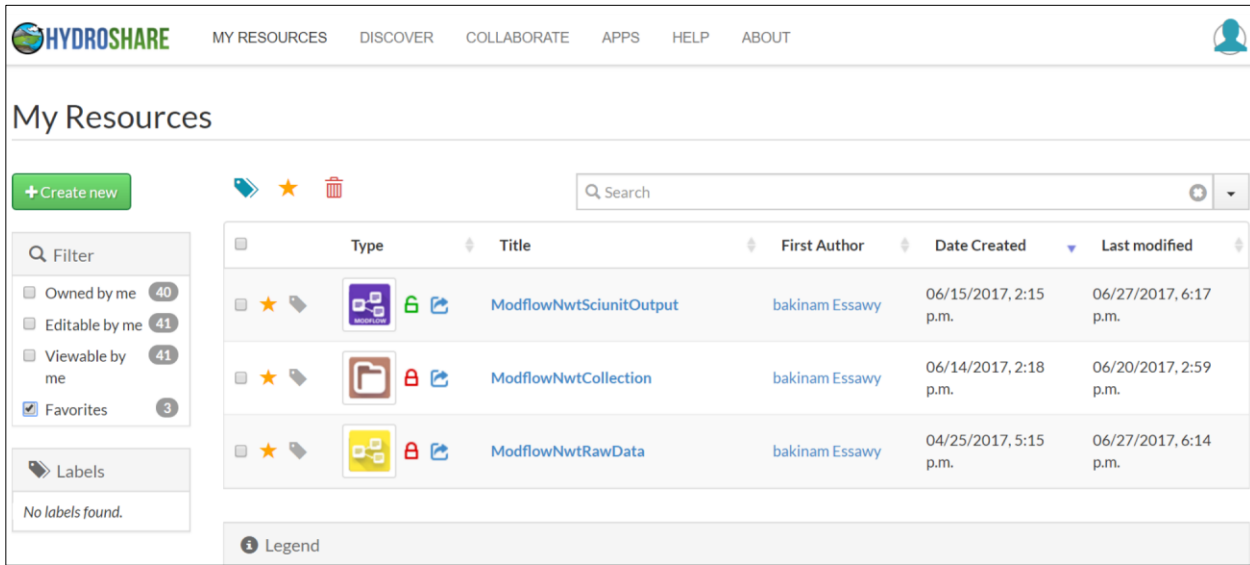 HYDROSHARE MY RESOURCES DISCOVER COLLABORATE APPS HELP ABOUT
My Resources
+ Create new
Search
Filter
Owned by me 40
Editable by me 41
Viewable by me 41
Favorites 3
Labels
No labels found.
Type Title First Author Date Created Last modified
MODFLOW ModflowNwtSciunitOutput bakinam Essawy 06/15/2017, 2:15 p.m. 06/27/2017, 6:17 p.m.
ModflowNwtCollection bakinam Essawy 06/14/2017, 2:18 p.m. 06/20/2017, 2:59 p.m.
ModflowNwtRawData bakinam Essawy 04/25/2017, 5:15 p.m. 06/27/2017, 6:14 p.m.
Legend